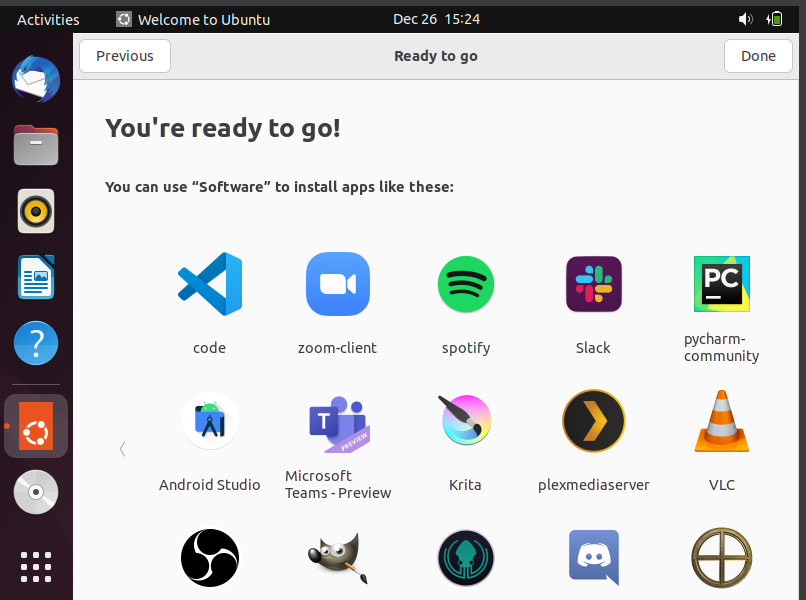 Activities
Welcome to Ubuntu
Dec 26 15:24
Previous
Ready to go
Done
You're ready to go!
You can use “Software” to install apps like these:
code
zoom-client
spotify
Slack
PC
pycharm-
community
T
PREVIEW
Android Studio
Microsoft
Teams - Preview
Krita
plexmediaserver
VLC
?